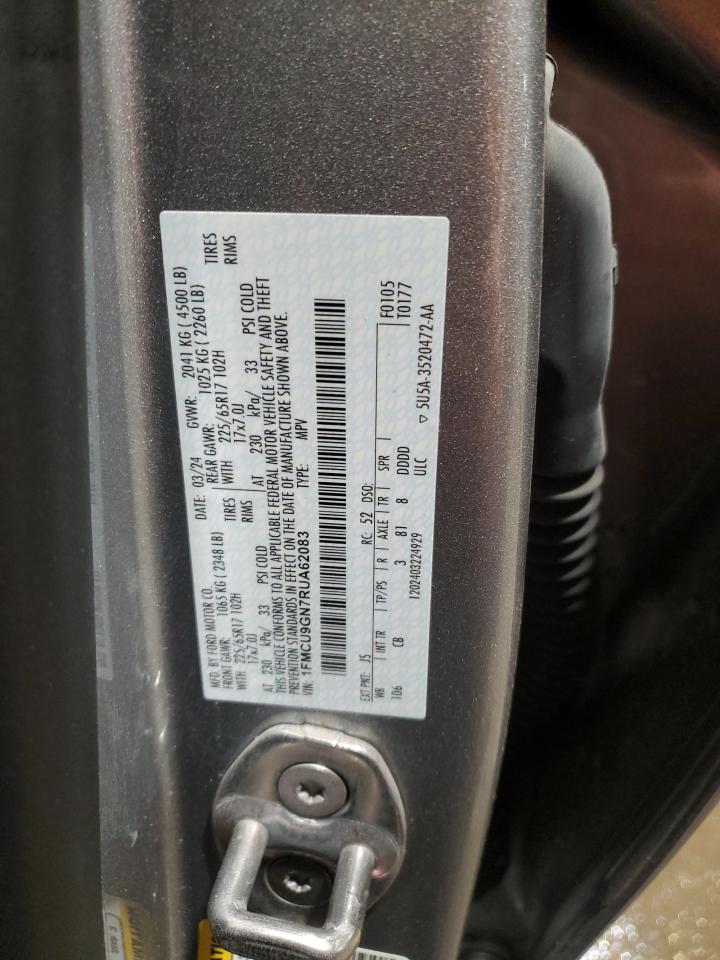 MFD. BY FORD MOTOR CO. DATE: 03/24 GVWR: 2041 KG ( 4500 LB)
FRONT GAWR: 1065 KG ( 2348 LB) REAR GAWR: 1025 KG ( 2260 LB)
WITH 225/65R17 102H TIRES WITH 225/65R17 102H TIRES
17x7.0J RIMS 17x7.0J RIMS
AT 230 kPa/ 33 PSI COLD AT 230 kPa/ 33 PSI COLD
THIS VEHICLE CONFORMS TO ALL APPLICABLE FEDERAL MOTOR VEHICLE SAFETY AND THEFT
PREVENTION STANDARDS IN EFFECT ON THE DATE OF MANUFACTURE SHOWN ABOVE.
VIN: 1FMCU9GN7RUA62083 TYPE: MPV
EXT PNT: JS RC: 52 DSO: F0105
WB INT TR TP/PS R AXLE TR SPR T0177
106 CB 3 81 8 DDDD
1202403224929 ULC ▽ 5U5A-3520472-AA